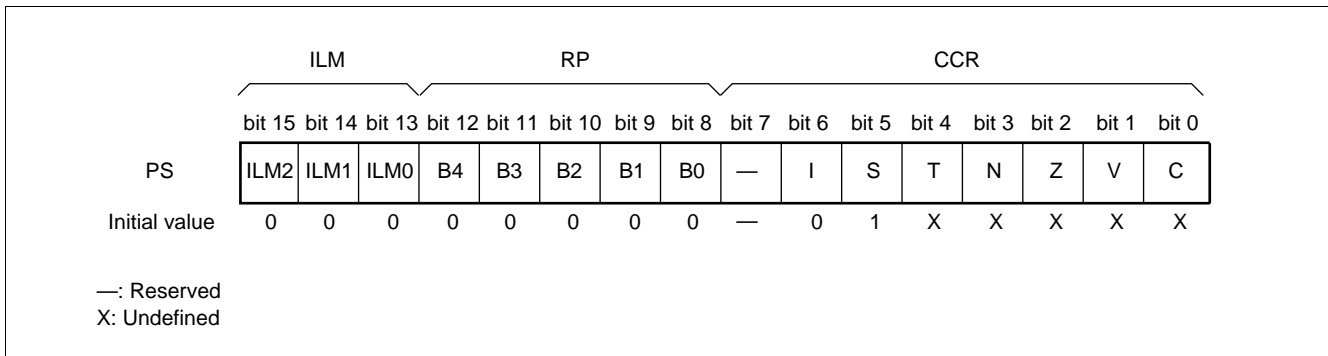 ILM RP CCR
bit 15 bit 14 bit 13 bit 12 bit 11 bit 10 bit 9 bit 8 bit 7 bit 6 bit 5 bit 4 bit 3 bit 2 bit 1 bit 0
PS ILM2 ILM1 ILM0 B4 B3 B2 B1 B0 — I S T N Z V C
Initial value 0 0 0 0 0 0 0 0 — 0 1 X X X X X
—: Reserved
X: Undefined